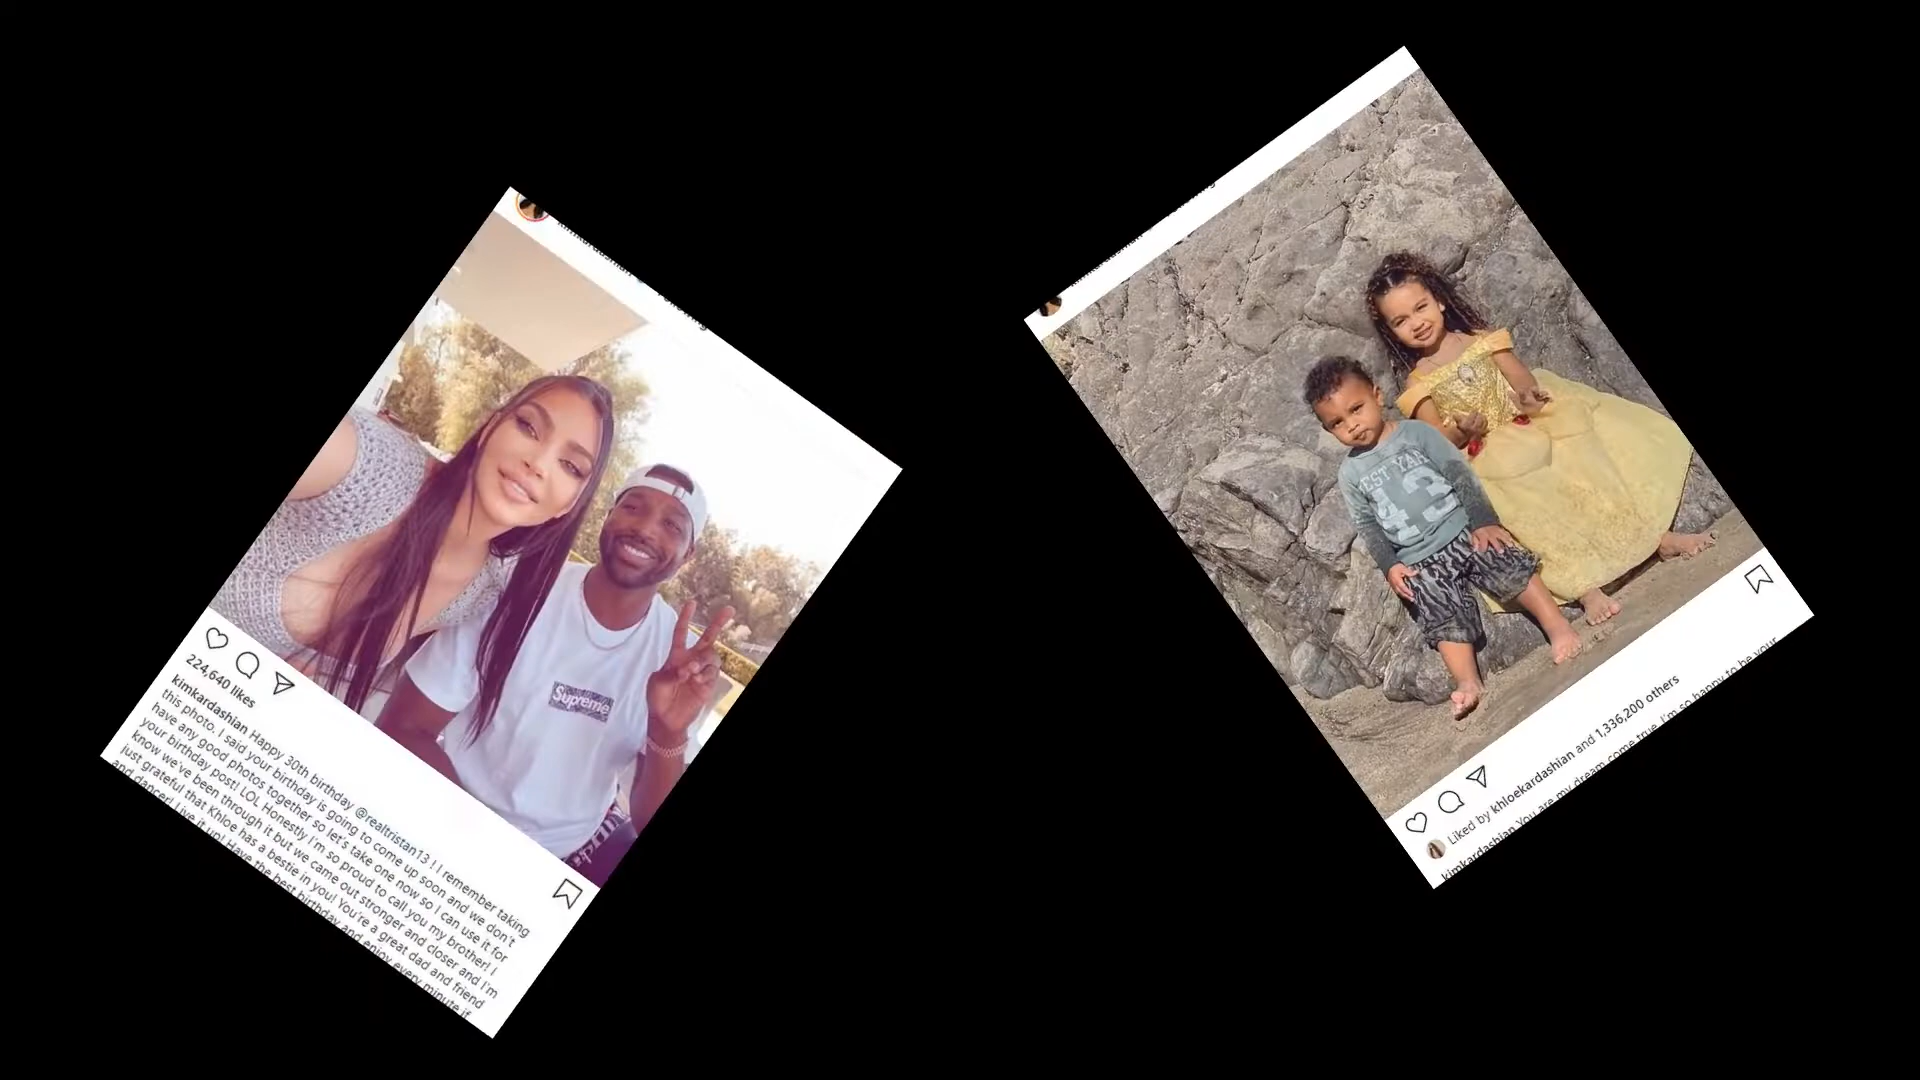 224,640 likes
kimkardashian Happy 30th birthday @realtristan13 ! I remember taking
this photo, I said your birthday is going to come up soon and we don't
have any good photos together so let's take one now so I can use it for
your birthday post! LOL Honestly I'm so proud to call you my brother! I
know we've been through it but we came out stronger and closer and I'm
just grateful that Khloe has a bestie in you! You're a great dad and friend
and dancer! Live it up! Have the best birthday and enjoy every minute if
Supreme
WEST YAR
43
Liked by khloekardashian and 1,336,200 others
kimkardashian You are my dream come true. I'm so happy to be your